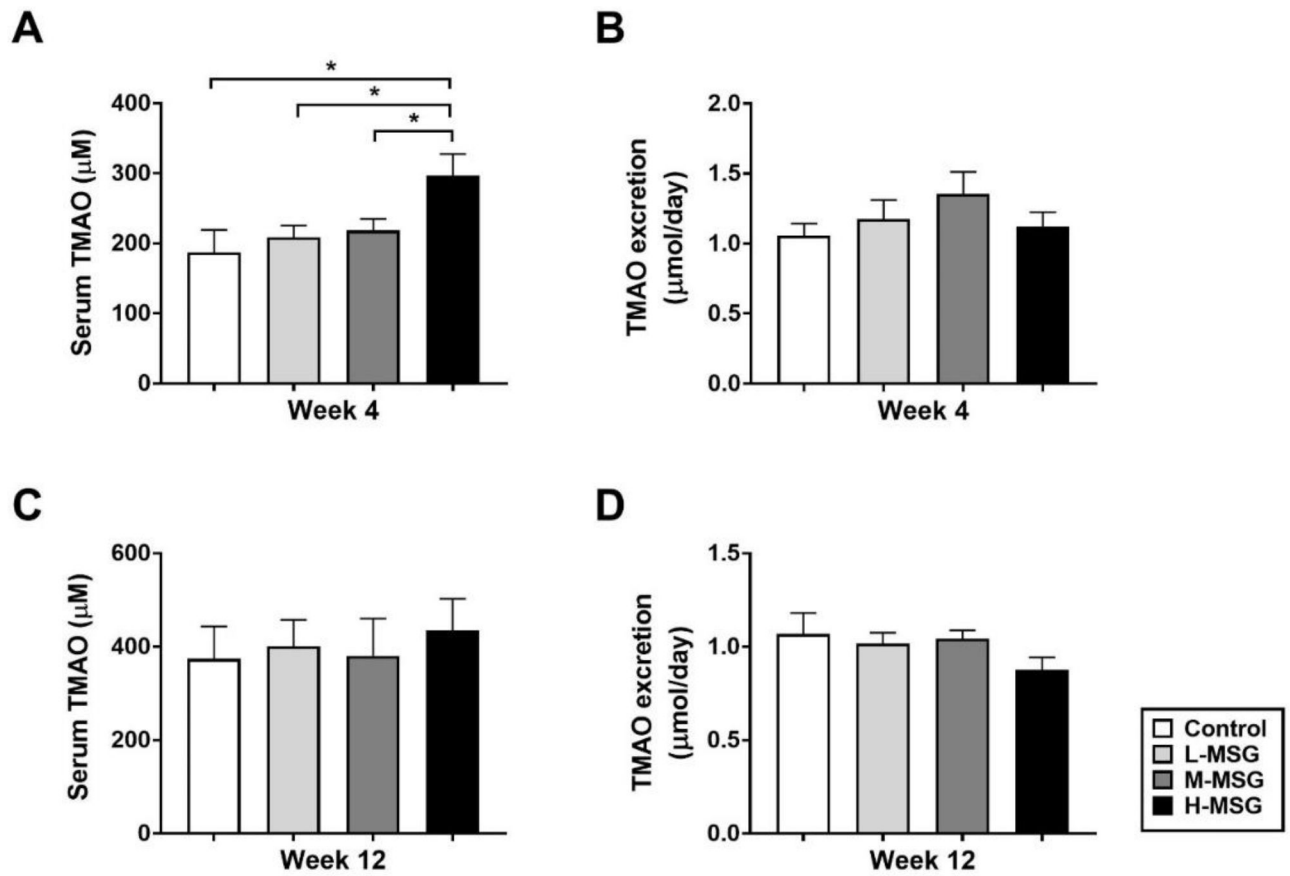 A
*
*
*
400
300
200
100
0
Serum TMAO (μM)
Week 4
B
2.0
1.5
1.0
0.5
0.0
TMAO excretion
(μmol/day)
Week 4
C
600
400
200
0
Serum TMAO (μM)
Week 12
D
1.5
1.0
0.5
0.0
TMAO excretion
(μmol/day)
Week 12
Control
L-MSG
M-MSG
H-MSG